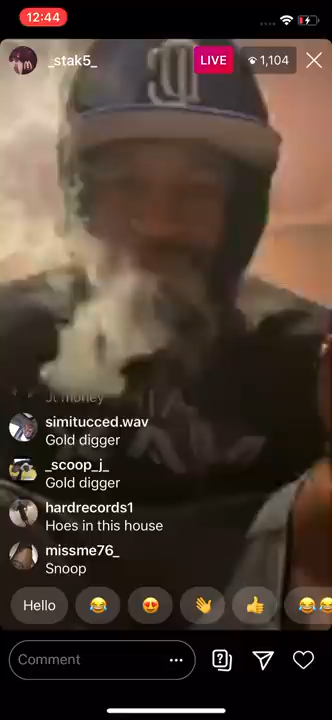 12:44
_stak5_
LIVE
1,104
simitucced.wav
Gold digger
_scoop_j_
Gold digger
hardrecords1
Hoes in this house
missme76_
Snoop
Hello
Comment